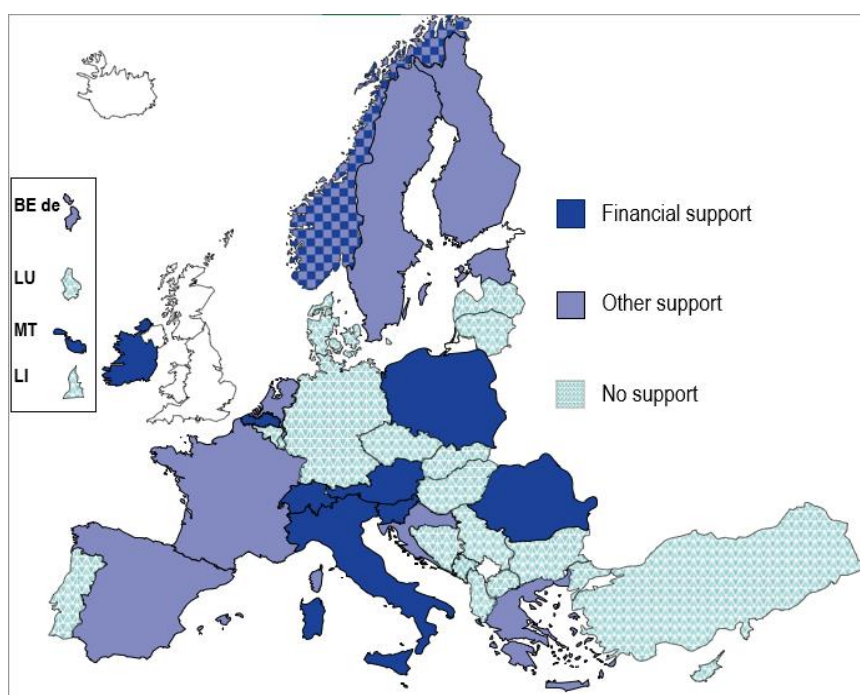 BE de
LU
MT
LI
Financial support
Other support
No support